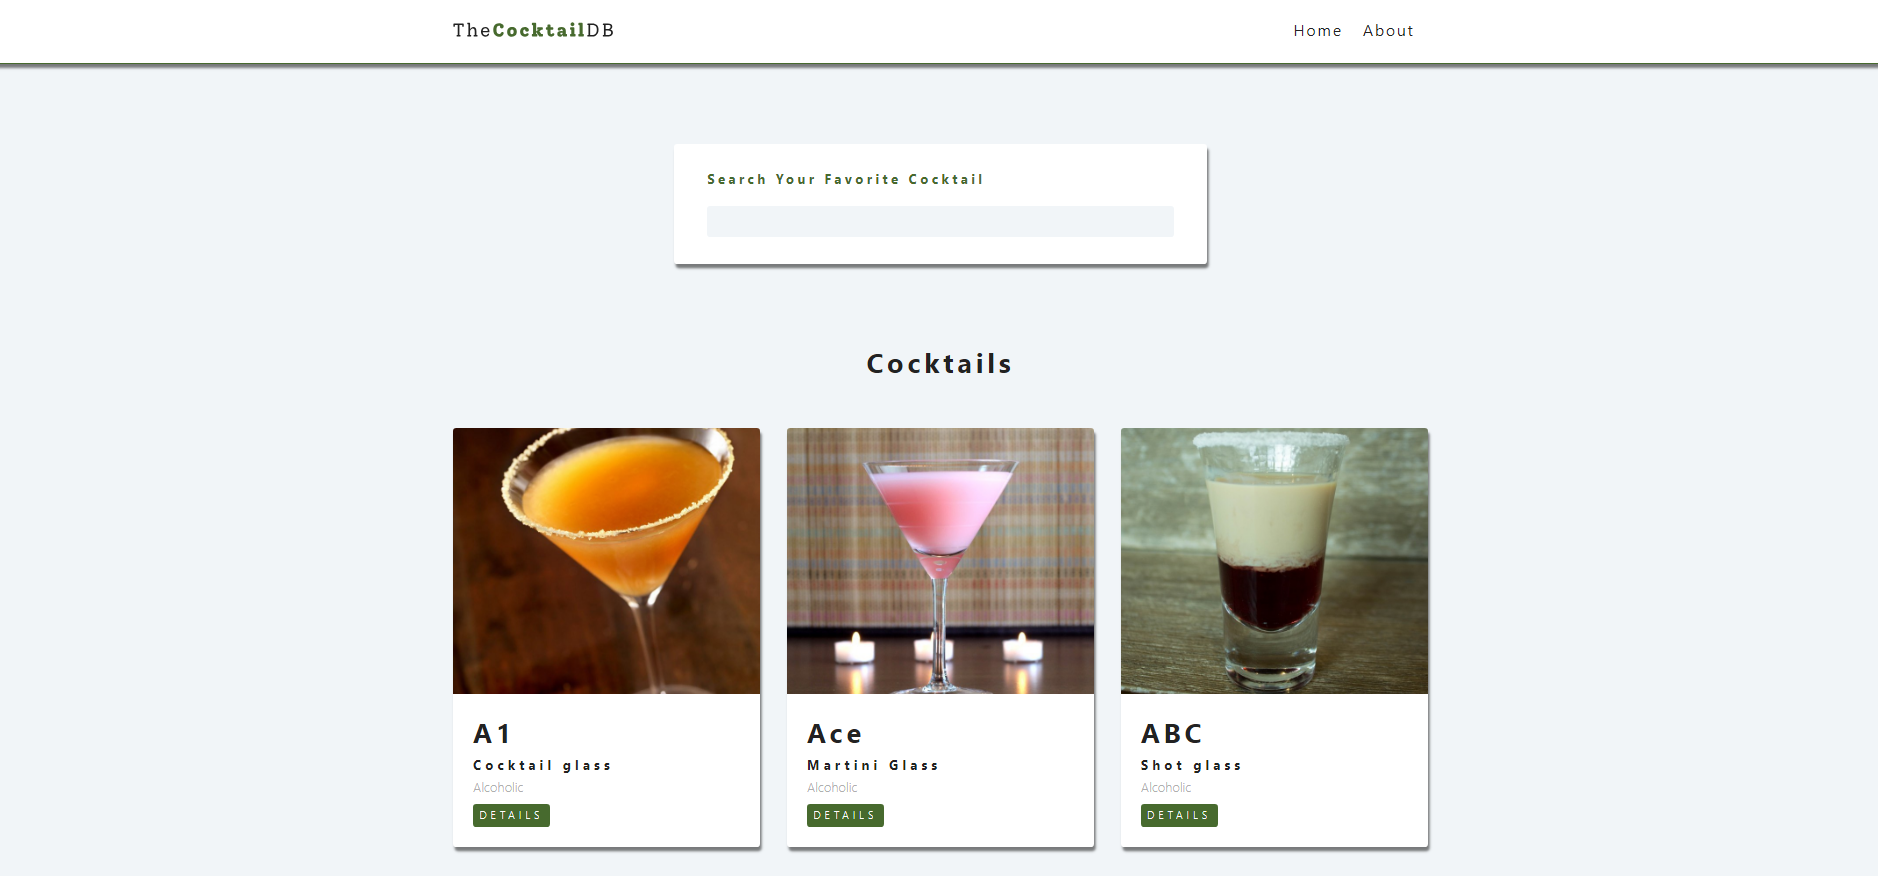 TheCocktailDB
Home About
Search Your Favorite Cocktail
Cocktails
A1
Cocktail glass
Alcoholic
DETAILS
Ace
Martini Glass
Alcoholic
DETAILS
ABC
Shot glass
Alcoholic
DETAILS